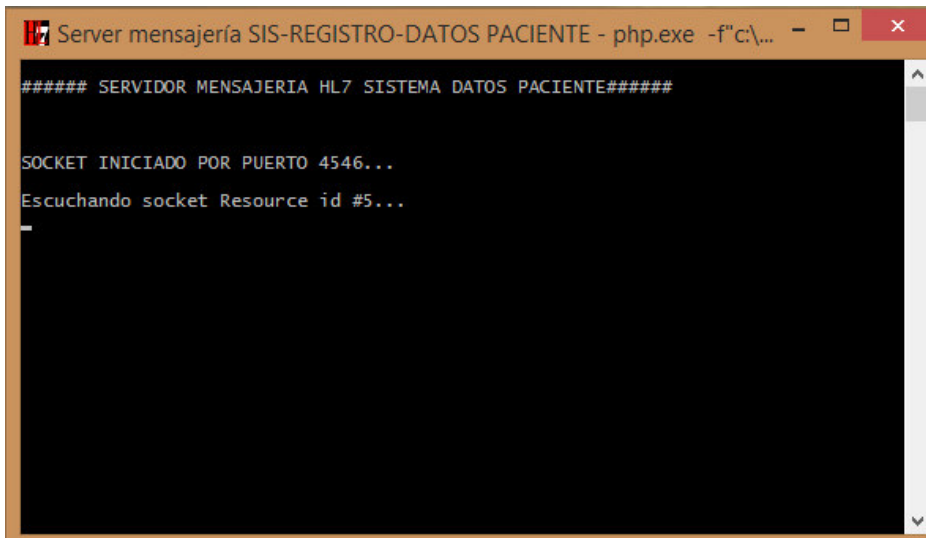 H7 Server mensajería SIS-REGISTRO-DATOS PACIENTE - php.exe -f"c:\...
###### SERVIDOR MENSAJERIA HL7 SISTEMA DATOS PACIENTE######
SOCKET INICIADO POR PUERTO 4546...
Escuchando socket Resource id #5...